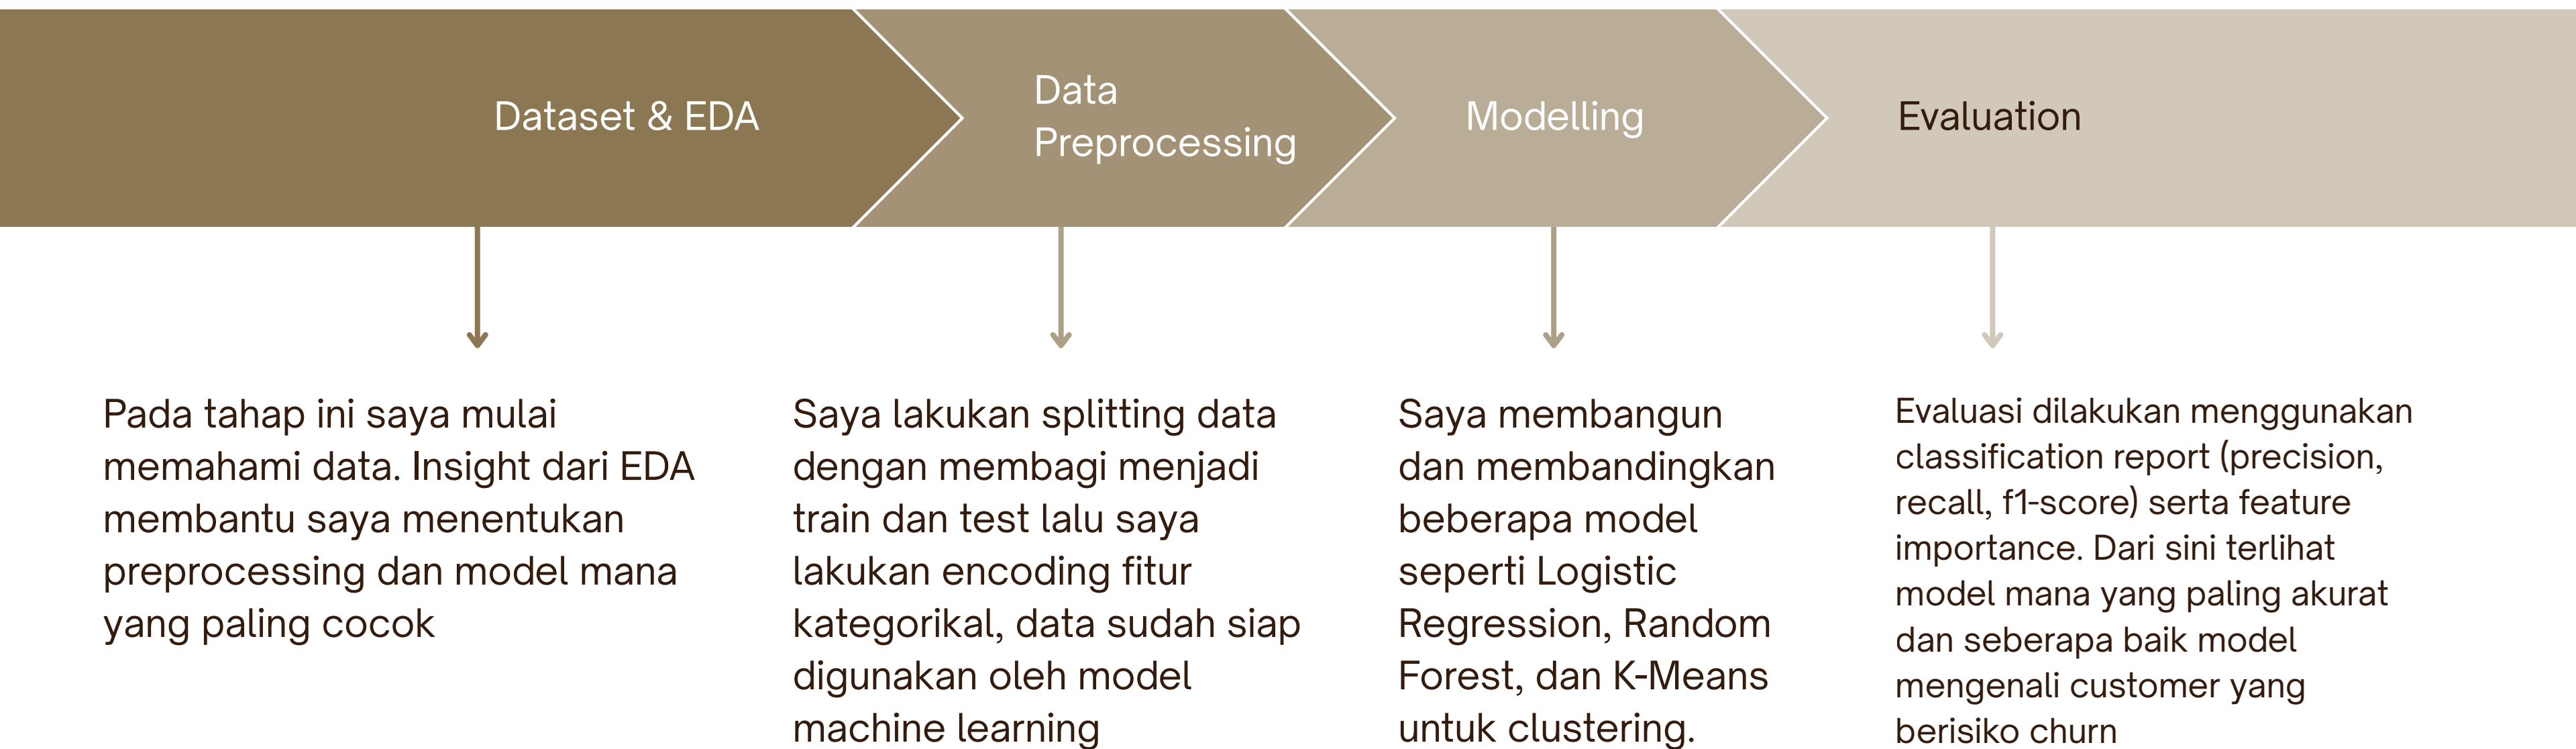 Dataset & EDA
Data
Preprocessing
Modelling
Evaluation
Pada tahap ini saya mulai
memahami data. Insight dari EDA
membantu saya menentukan
preprocessing dan model mana
yang paling cocok
Saya lakukan splitting data
dengan membagi menjadi
train dan test lalu saya
lakukan encoding fitur
kategorikal, data sudah siap
digunakan oleh model
machine learning
Saya membangun
dan membandingkan
beberapa model
seperti Logistic
Regression, Random
Forest, dan K-Means
untuk clustering.
Evaluasi dilakukan menggunakan
classification report (precision,
recall, f1-score) serta feature
importance. Dari sini terlihat
model mana yang paling akurat
dan seberapa baik model
mengenali customer yang
berisiko churn